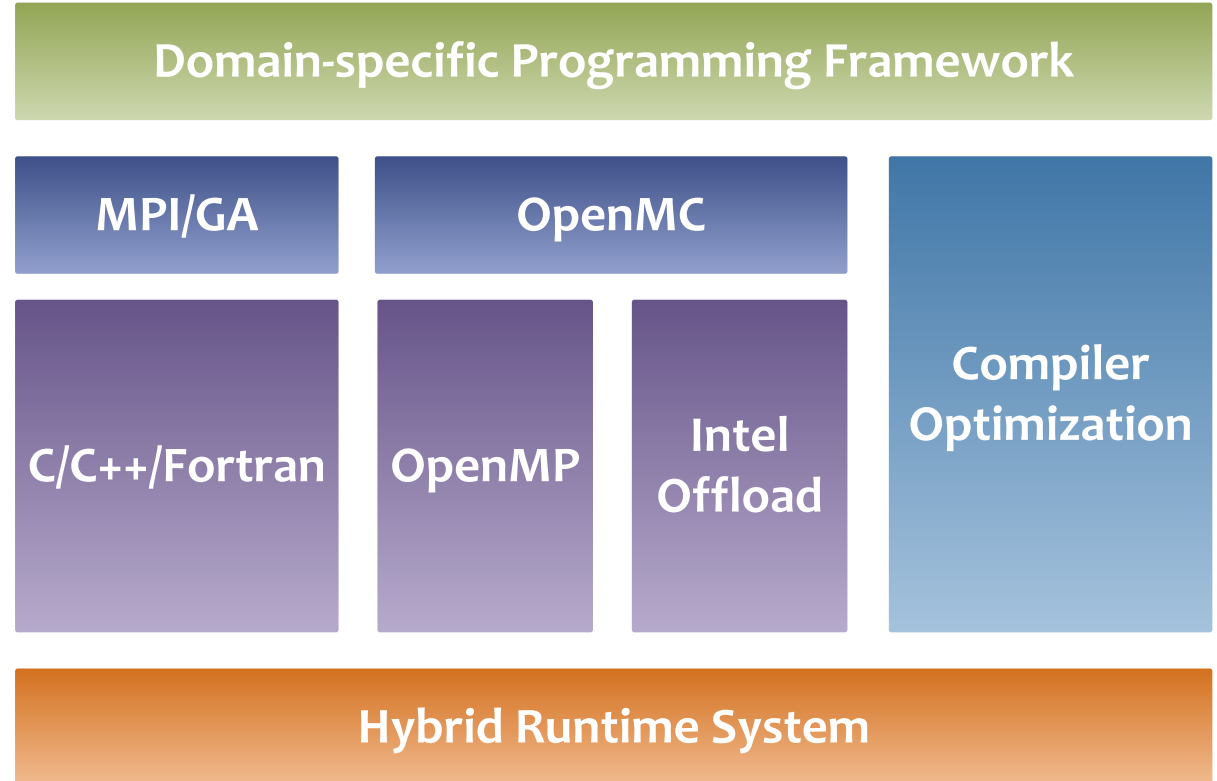 Domain-specific Programming Framework
MPI/GA
OpenMC
C/C++/Fortran
OpenMP
Intel
Offload
Compiler
Optimization
Hybrid Runtime System